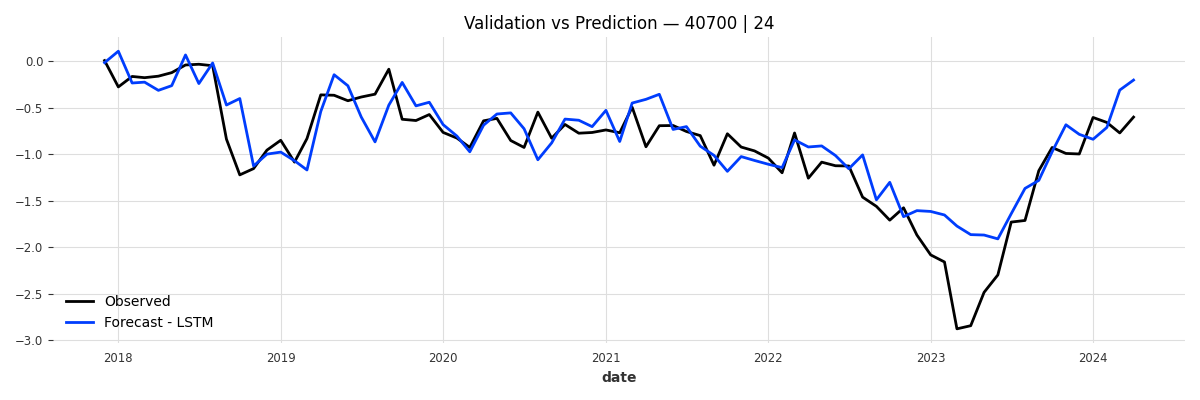 Validation vs Prediction — 40700 | 24
0.0
−0.5
−1.0
−1.5
−2.0
−2.5
−3.0
Observed
Forecast - LSTM
2018 2019 2020 2021 2022 2023 2024
date